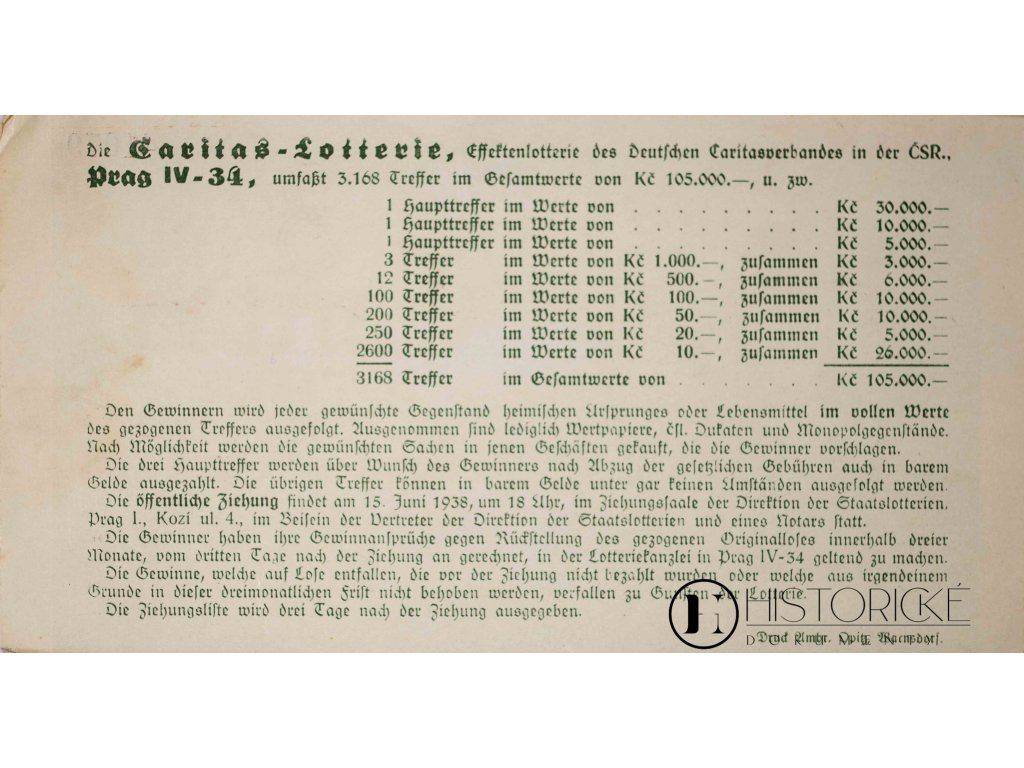 Die Caritas-Lotterie, Effektenlotterie des Deutschen Caritasverbandes in der ČSR.,
Prag IV-34, umfaßt 3.168 Treffer im Gesamtwerte von Kč 105.000.—, u. zw.
1 Haupttreffer im Werte von . . . . . . . . . Kč 30.000.—
1 Haupttreffer im Werte von . . . . . . . . . Kč 10.000.—
1 Haupttreffer im Werte von . . . . . . . . . Kč 5.000.—
3 Treffer im Werte von Kč 1.000.—, zusammen Kč 3.000.—
12 Treffer im Werte von Kč 500.—, zusammen Kč 6.000.—
100 Treffer im Werte von Kč 100.—, zusammen Kč 10.000.—
200 Treffer im Werte von Kč 50.—, zusammen Kč 10.000.—
250 Treffer im Werte von Kč 20.—, zusammen Kč 5.000.—
2600 Treffer im Werte von Kč 10.—, zusammen Kč 26.000.—
3168 Treffer im Gesamtwerte von . . . . . . . Kč 105.000.—
Den Gewinnern wird jeder gewünschte Gegenstand heimischen Ursprunges oder Lebensmittel im vollen Werte
des gezogenen Treffers ausgefolgt. Ausgenommen sind lediglich Wertpapiere, čsl. Dukaten und Monopolgegenstände.
Nach Möglichkeit werden die gewünschten Sachen in jenen Geschäften gekauft, die die Gewinner vorschlagen.
Die drei Haupttreffer werden über Wunsch des Gewinners nach Abzug der gesetzlichen Gebühren auch in barem
Gelde ausgezahlt. Die übrigen Treffer können in barem Gelde unter gar keinen Umständen ausgefolgt werden.
Die öffentliche Ziehung findet am 15. Juni 1938, um 18 Uhr, im Ziehungssaale der Direktion der Staatslotterien,
Prag I., Kozí ul. 4., im Beisein der Vertreter der Direktion der Staatslotterien und eines Notars statt.
Die Gewinner haben ihre Gewinnansprüche gegen Rückstellung des gezogenen Originalloses innerhalb dreier
Monate, vom dritten Tage nach der Ziehung an gerechnet, in der Lotteriekanzlei in Prag IV-34 geltend zu machen.
Die Gewinne, welche auf Lose entfallen, die vor der Ziehung nicht bezahlt wurden oder welche aus irgendeinem
Grunde in dieser dreimonatlichen Frist nicht behoben werden, verfallen zu Gunsten der Lotterie.
Die Ziehungsliste wird drei Tage nach der Ziehung ausgegeben.
HISTORICKÉ
DOKUMENTY
Druck Ambr. Opitz, Warnsdorf.